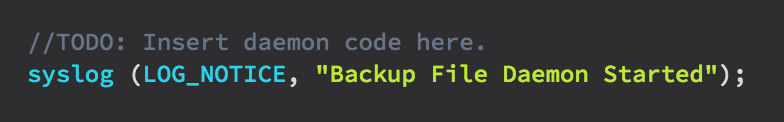 //TODO: Insert daemon code here.
syslog (LOG_NOTICE, "Backup File Daemon Started");